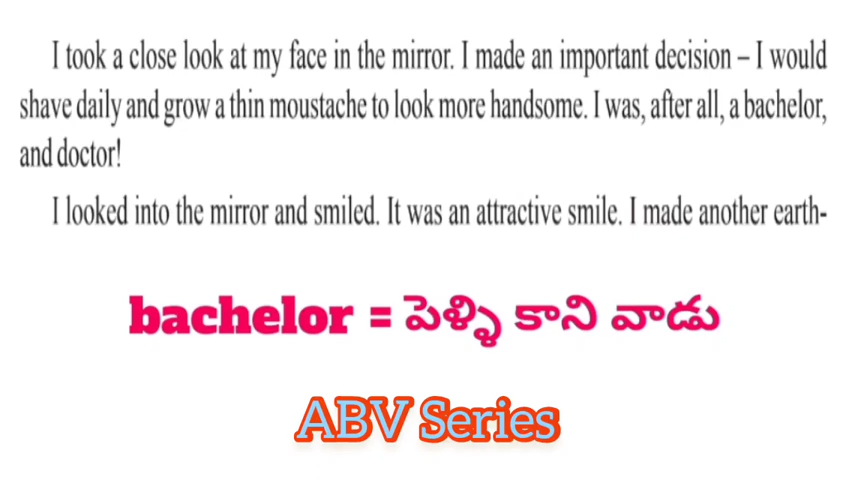 I took a close look at my face in the mirror. I made an important decision – I would
shave daily and grow a thin moustache to look more handsome. I was, after all, a bachelor,
and doctor!
I looked into the mirror and smiled. It was an attractive smile. I made another earth-
bachelor = పెళ్ళి కాని వాడు
ABV Series